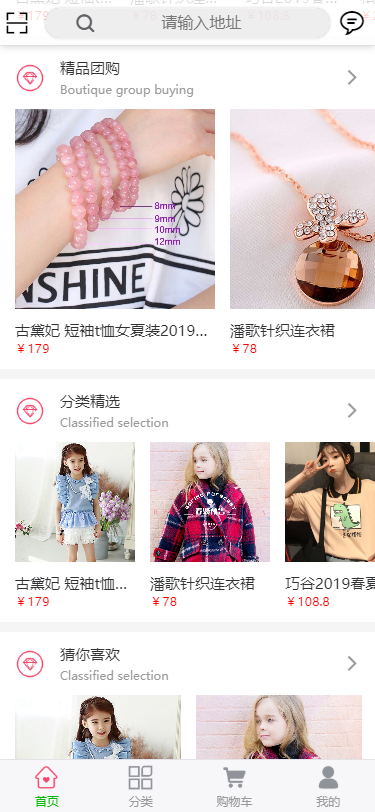 ￥179
￥78
￥108.5
请输入地址
精品团购
Boutique group buying
8mm
9mm
10mm
12mm
NSHINE
古黛妃 短袖t恤女夏装2019...
潘歌针织连衣裙
￥179
￥78
分类精选
Classified selection
古黛妃 短袖t恤...
潘歌针织连衣裙
巧谷2019春夏
￥179
￥78
￥108.8
猜你喜欢
Classified selection
首页
分类
购物车
我的